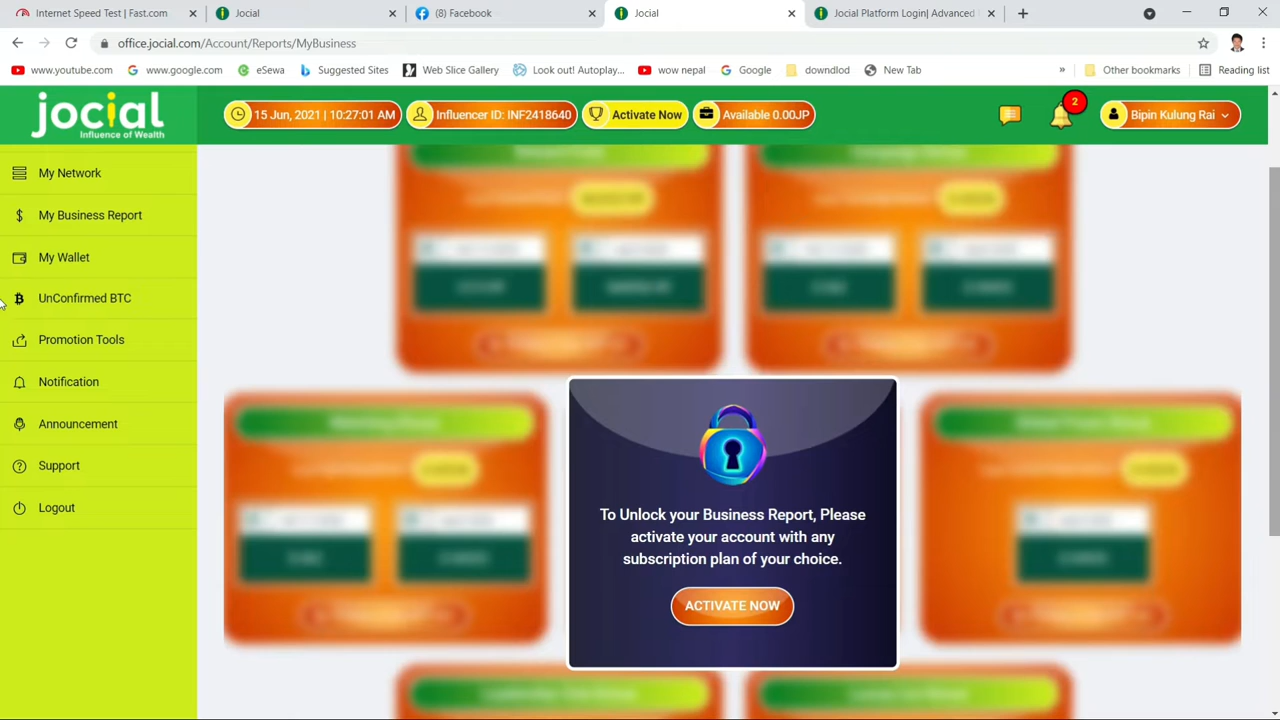 Internet Speed Test | Fast.com
Jocial
(8) Facebook
Jocial
Jocial Platform Login| Advanced
office.jocial.com/Account/Reports/MyBusiness
www.youtube.com
www.google.com
eSewa
Suggested Sites
Web Slice Gallery
Look out! Autoplay...
wow nepal
Google
downdlod
New Tab
»
Other bookmarks
Reading list
jocial
Influence of Wealth
15 Jun, 2021 | 10:27:01 AM
Influencer ID: INF2418640
Activate Now
Available 0.00JP
2
Bipin Kulung Rai
My Network
My Business Report
My Wallet
UnConfirmed BTC
Promotion Tools
Notification
Announcement
Support
Logout
To Unlock your Business Report, Please
activate your account with any
subscription plan of your choice.
ACTIVATE NOW